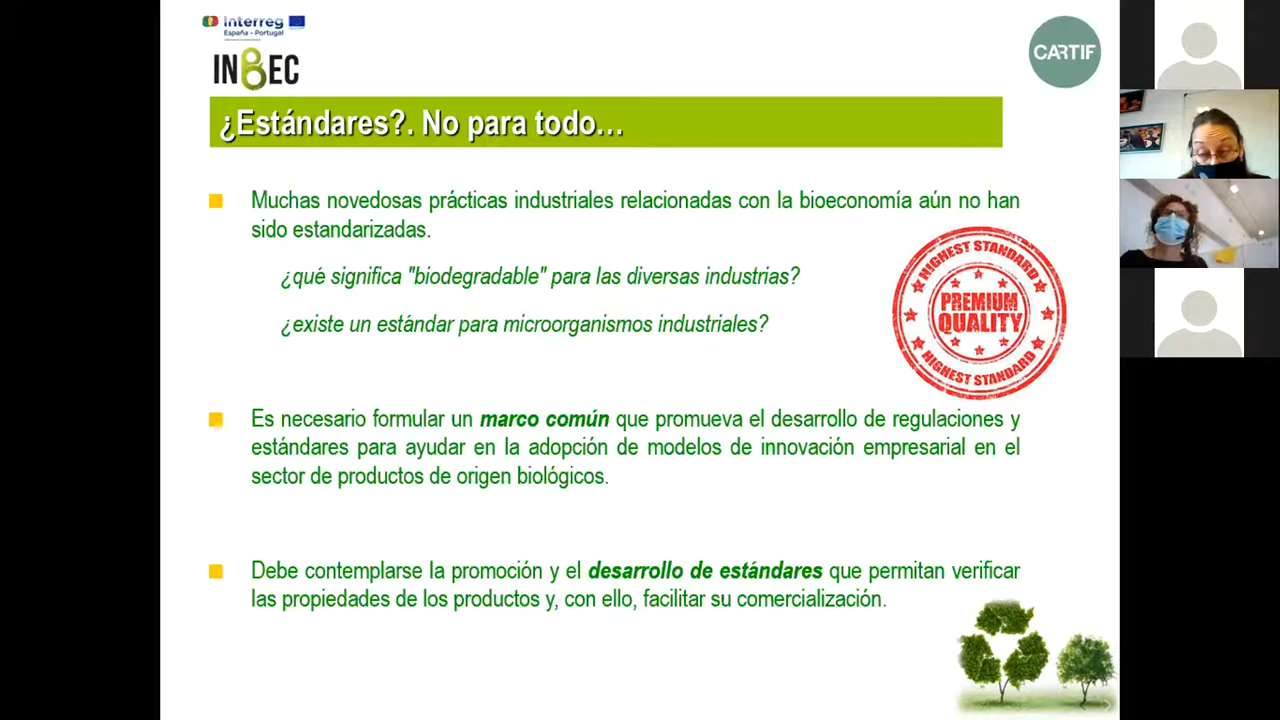 Interreg
España - Portugal
INBEC
CARTIF
¿Estándares?. No para todo...
Muchas novedosas prácticas industriales relacionadas con la bioeconomía aún no han
sido estandarizadas.
¿qué significa "biodegradable" para las diversas industrias?
¿existe un estándar para microorganismos industriales?
HIGHEST STANDARD
PREMIUM
QUALITY
HIGHEST STANDARD
Es necesario formular un marco común que promueva el desarrollo de regulaciones y
estándares para ayudar en la adopción de modelos de innovación empresarial en el
sector de productos de origen biológicos.
Debe contemplarse la promoción y el desarrollo de estándares que permitan verificar
las propiedades de los productos y, con ello, facilitar su comercialización.